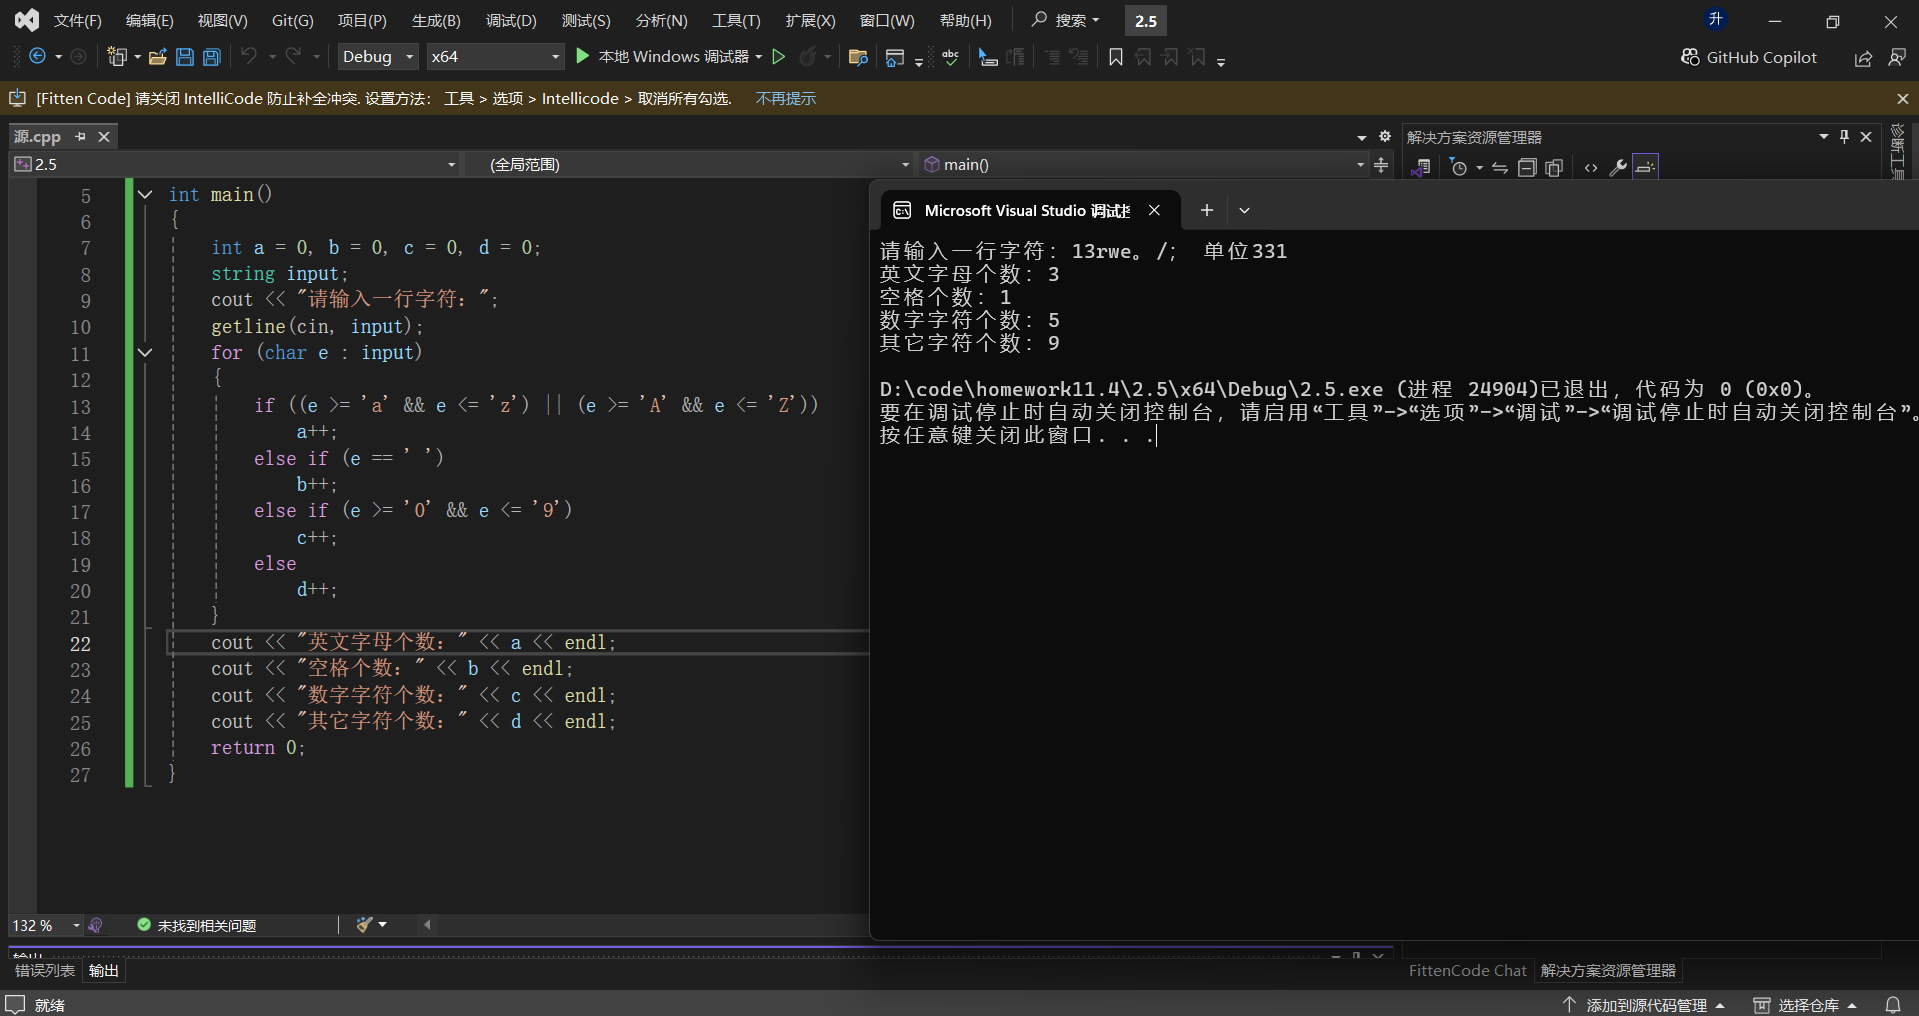 文件(F) 编辑(E) 视图(V) Git(G) 项目(P) 生成(B) 调试(D) 测试(S) 分析(N) 工具(T) 扩展(X) 窗口(W) 帮助(H) 搜索 2.5 升
Debug x64 本地 Windows 调试器 abc GitHub Copilot
[Fitten Code] 请关闭 IntelliCode 防止补全冲突. 设置方法： 工具 > 选项 > Intellicode > 取消所有勾选. 不再提示
源.cpp
2.5 (全局范围) main()
5 int main()
6 {
7 int a = 0, b = 0, c = 0, d = 0;
8 string input;
9 cout << "请输入一行字符：";
10 getline(cin, input);
11 for (char e : input)
12 {
13 if ((e >= 'a' && e <= 'z') || (e >= 'A' && e <= 'Z'))
14 a++;
15 else if (e == ' ')
16 b++;
17 else if (e >= '0' && e <= '9')
18 c++;
19 else
20 d++;
21 }
22 cout << "英文字母个数：" << a << endl;
23 cout << "空格个数：" << b << endl;
24 cout << "数字字符个数：" << c << endl;
25 cout << "其它字符个数：" << d << endl;
26 return 0;
27 }
132 % 未找到相关问题
输出
错误列表 输出
就绪
解决方案资源管理器
诊断工具
Microsoft Visual Studio 调试控
请输入一行字符：13rwe。/； 单位331
英文字母个数：3
空格个数：1
数字字符个数：5
其它字符个数：9
D:\code\homework11.4\2.5\x64\Debug\2.5.exe (进程 24904)已退出，代码为 0 (0x0)。
要在调试停止时自动关闭控制台，请启用“工具”->“选项”->“调试”->“调试停止时自动关闭控制台”。
按任意键关闭此窗口. . .
FittenCode Chat 解决方案资源管理器
添加到源代码管理 选择仓库